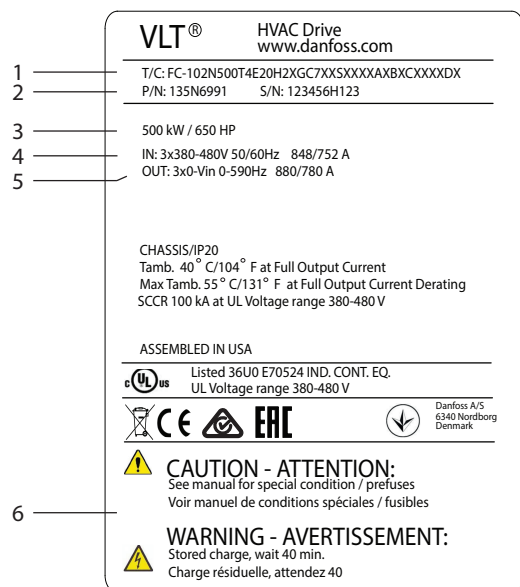 VLT® HVAC Drive
www.danfoss.com
1 T/C: FC-102N500T4E20H2XGC7XXSXXXXAXBXCXXXXDX
2 P/N: 135N6991 S/N: 123456H123
3 500 kW / 650 HP
4 IN: 3x380-480V 50/60Hz 848/752 A
5 OUT: 3x0-Vin 0-590Hz 880/780 A
CHASSIS/IP20
Tamb. 40° C/104° F at Full Output Current
Max Tamb. 55° C/131° F at Full Output Current Derating
SCCR 100 kA at UL Voltage range 380-480 V
ASSEMBLED IN USA
c UL us Listed 36U0 E70524 IND. CONT. EQ.
UL Voltage range 380-480 V
CE EAC
Danfoss A/S
6340 Nordborg
Denmark
CAUTION - ATTENTION:
See manual for special condition / prefuses
Voir manuel de conditions spéciales / fusibles
6
WARNING - AVERTISSEMENT:
Stored charge, wait 40 min.
Charge résiduelle, attendez 40